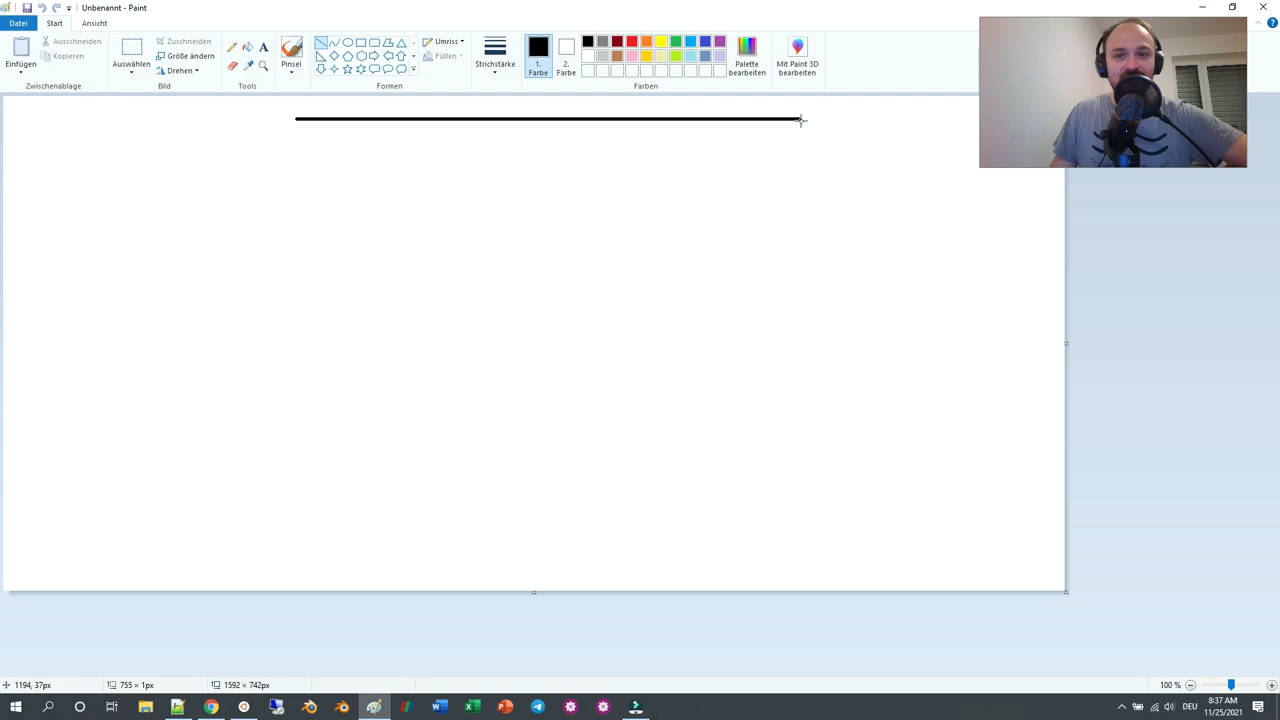 Unbenannt - Paint
Datei
Start
Ansicht
Einfügen
Ausschneiden
Kopieren
Zwischenablage
Auswählen
Zuschneiden
Größe ändern
Drehen
Bild
A
Tools
Pinsel
Formen
Umriss
Füllen
Strichstärke
1.
Farbe
2.
Farbe
Palette
bearbeiten
Mit Paint 3D
bearbeiten
Farben
1194, 37px
755 × 1px
1592 × 742px
100 %
DEU
8:37 AM
11/25/2021